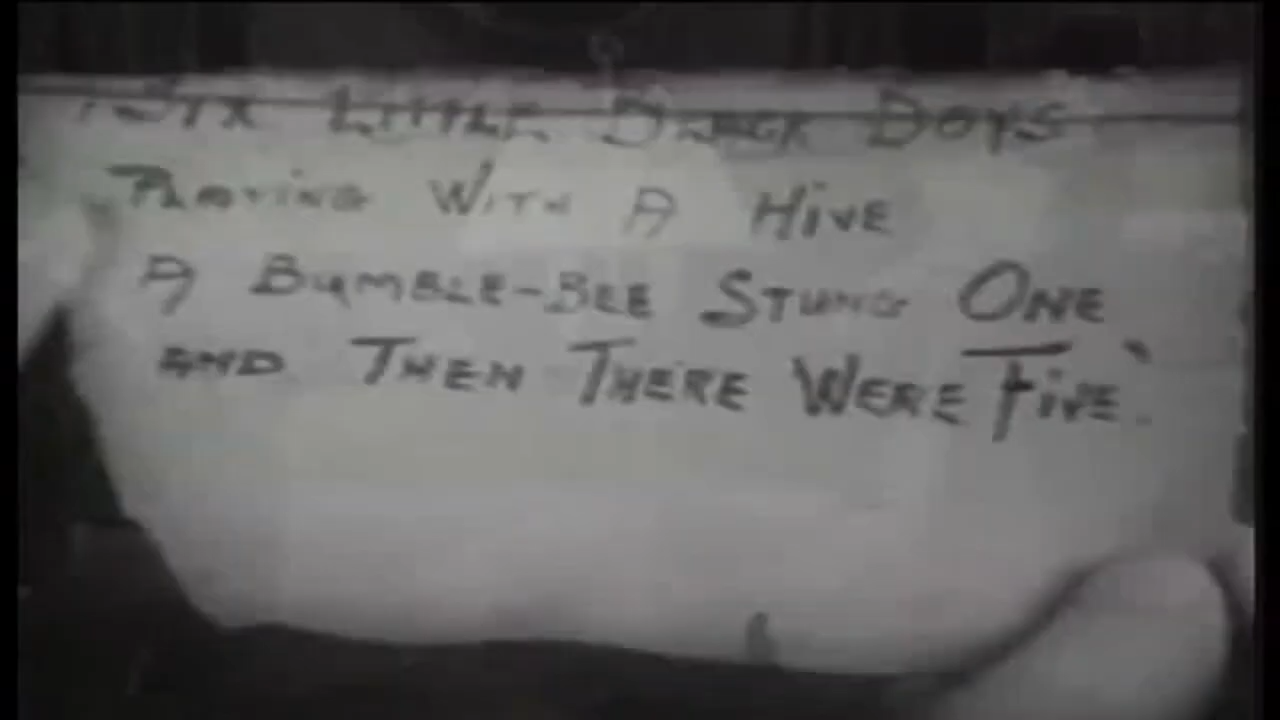 "Six Little Black Boys
Playing With A Hive
A Bumble-Bee Stung One
And Then There Were Five."